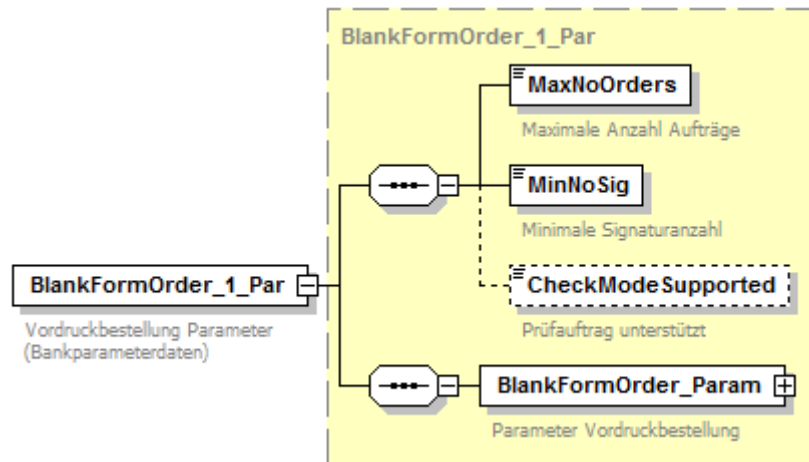 BlankFormOrder_1_Par
MaxNoOrders
Maximale Anzahl Aufträge
MinNoSig
Minimale Signaturanzahl
CheckModeSupported
Prüfauftrag unterstützt
BlankFormOrder_1_Par
Vordruckbestellung Parameter
(Bankparameterdaten)
BlankFormOrder_Param
Parameter Vordruckbestellung